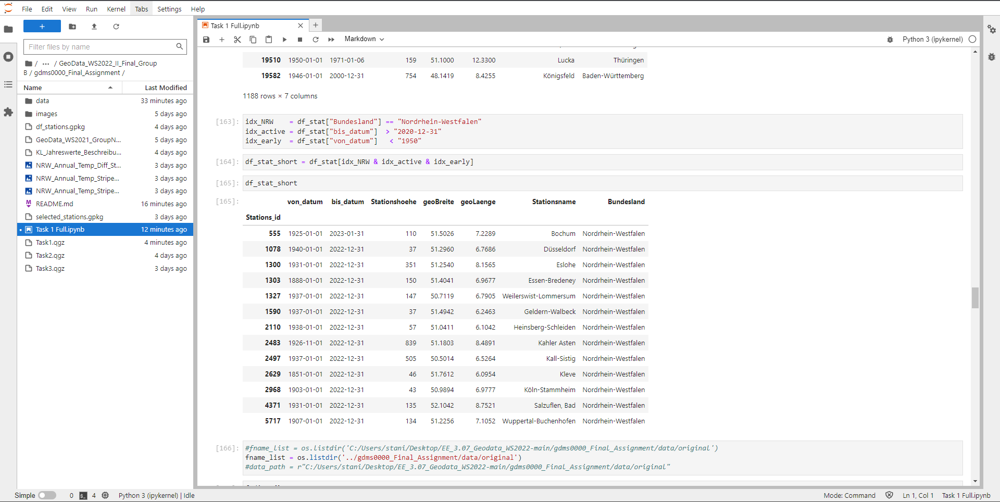 File Edit View Run Kernel Tabs Settings Help
Filter files by name
/ ··· / GeoData_WS2022_II_Final_Group
B / gdms0000_Final_Assignment /
Name Last Modified
data 33 minutes ago
images 5 days ago
df_stations.gpkg 4 days ago
GeoData_WS2021_GroupN... 5 days ago
KL_Jahreswerte_Beschreibu... 4 days ago
NRW_Annual_Temp_Diff_St... 3 days ago
NRW_Annual_Temp_Stripe... 3 days ago
NRW_Annual_Temp_Stripe... 3 days ago
README.md 16 minutes ago
selected_stations.gpkg 3 days ago
Task 1 Full.ipynb 12 minutes ago
Task1.qgz 4 minutes ago
Task2.qgz 4 days ago
Task3.qgz 3 days ago
Task 1 Full.ipynb
Markdown Python 3 (ipykernel)
19510 1950-01-01 1971-01-06 159 51.1000 12.3300 Lucka Thüringen
19582 1946-01-01 2000-12-31 754 48.1419 8.4255 Königsfeld Baden-Württemberg
1188 rows × 7 columns
[163]: idx_NRW = df_stat["Bundesland"] == "Nordrhein-Westfalen"
idx_active = df_stat["bis_datum"] > "2020-12-31"
idx_early = df_stat["von_datum"] < "1950"
[164]: df_stat_short = df_stat[idx_NRW & idx_active & idx_early]
[165]: df_stat_short
[165]: von_datum bis_datum Stationshoehe geoBreite geoLaenge Stationsname Bundesland
Stations_id
555 1925-01-01 2023-01-31 110 51.5026 7.2289 Bochum Nordrhein-Westfalen
1078 1940-01-01 2022-12-31 37 51.2960 6.7686 Düsseldorf Nordrhein-Westfalen
1300 1931-01-01 2022-12-31 351 51.2540 8.1565 Eslohe Nordrhein-Westfalen
1303 1888-01-01 2022-12-31 150 51.4041 6.9677 Essen-Bredeney Nordrhein-Westfalen
1327 1937-01-01 2022-12-31 147 50.7119 6.7905 Weilerswist-Lommersum Nordrhein-Westfalen
1590 1937-01-01 2022-12-31 37 51.4942 6.2463 Geldern-Walbeck Nordrhein-Westfalen
2110 1938-01-01 2022-12-31 57 51.0411 6.1042 Heinsberg-Schleiden Nordrhein-Westfalen
2483 1926-11-01 2022-12-31 839 51.1803 8.4891 Kahler Asten Nordrhein-Westfalen
2497 1937-01-01 2022-12-31 505 50.5014 6.5264 Kall-Sistig Nordrhein-Westfalen
2629 1851-01-01 2022-12-31 46 51.7612 6.0954 Kleve Nordrhein-Westfalen
2968 1903-01-01 2022-12-31 43 50.9894 6.9777 Köln-Stammheim Nordrhein-Westfalen
4371 1931-01-01 2022-12-31 135 52.1042 8.7521 Salzuflen, Bad Nordrhein-Westfalen
5717 1907-01-01 2022-12-31 134 51.2256 7.1052 Wuppertal-Buchenhofen Nordrhein-Westfalen
[166]: #fname_list = os.listdir('C:/Users/stani/Desktop/EE_3.07_Geodata_WS2022-main/gdms0000_Final_Assignment/data/original')
fname_list = os.listdir('../gdms0000_Final_Assignment/data/original')
#data_path = r"C:/Users/stani/Desktop/EE_3.07_Geodata_WS2022-main/gdms0000_Final_Assignment/data/original"
Simple 0 4 Python 3 (ipykernel) | Idle Mode: Command Ln 1, Col 1 Task 1 Full.ipynb